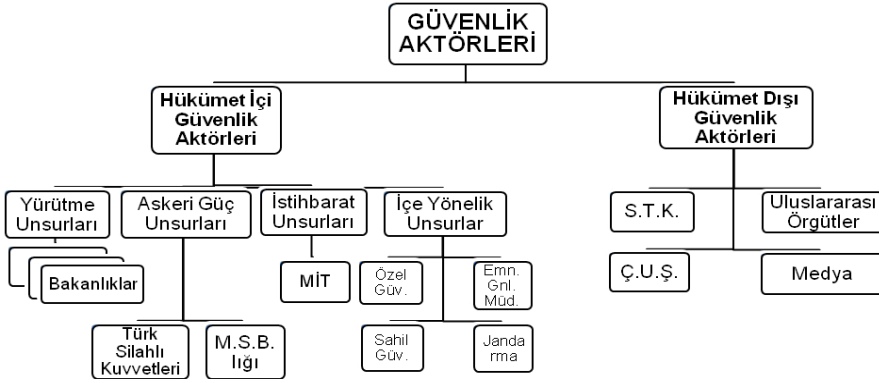 GÜVENLİK
AKTÖRLERİ
Hükümet İçi
Güvenlik
Aktörleri
Hükümet Dışı
Güvenlik
Aktörleri
Yürütme
Unsurları
Askeri Güç
Unsurları
İstihbarat
Unsurları
İçe Yönelik
Unsurlar
S.T.K.
Uluslararası
Örgütler
Bakanlıklar
MİT
Özel
Güv.
Emn.
Gnl.
Müd.
Ç.U.Ş.
Medya
Türk
Silahlı
Kuvvetleri
M.S.B.
lığı
Sahil
Güv.
Janda
rma